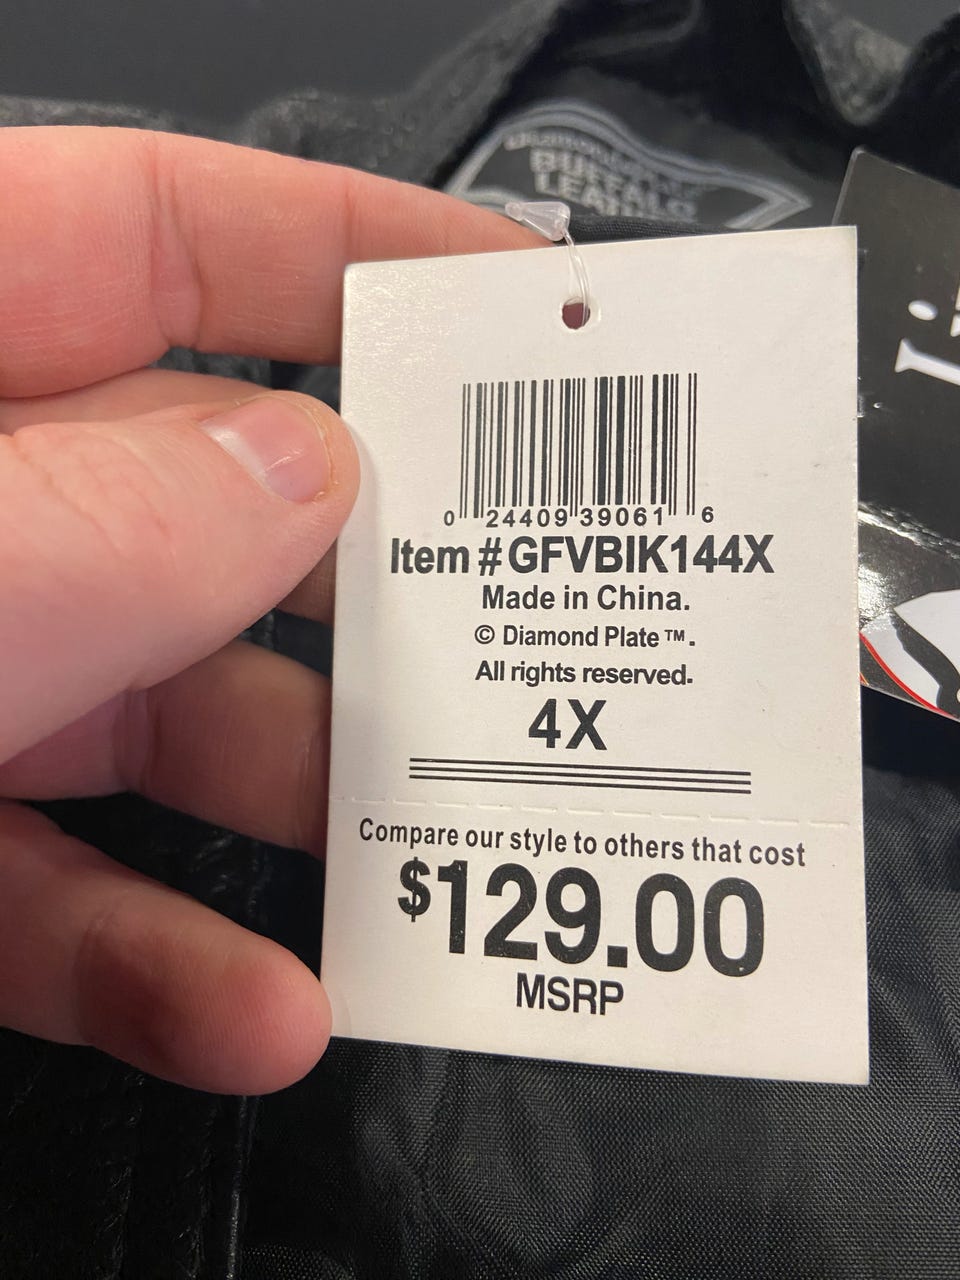 BUFFALO
LEATHER
0 24409 39061 6
Item #GFVBIK144X
Made in China.
© Diamond Plate™.
All rights reserved.
4X
Compare our style to others that cost
$129.00
MSRP